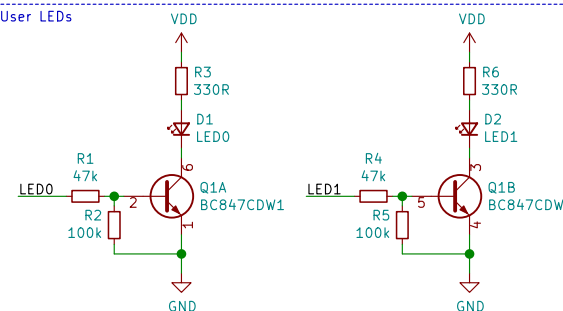 User LEDs
VDD
R3
330R
D1
LED0
R1
47k
LED0
2
6
Q1A
BC847CDW1
R2
100k
1
GND
VDD
R6
330R
D2
LED1
R4
47k
LED1
5
3
Q1B
BC847CDW
R5
100k
4
GND